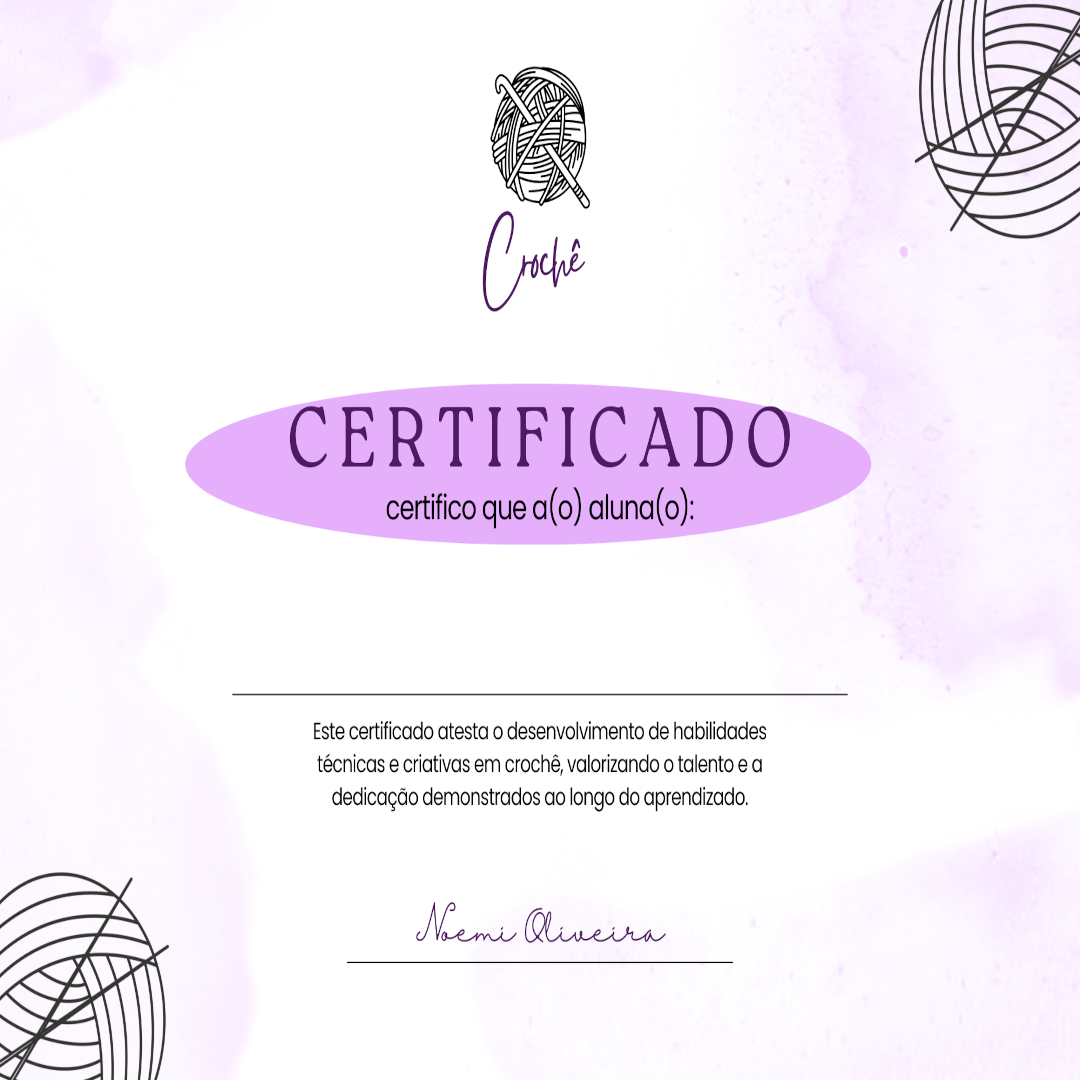 Crochê
CERTIFICADO
certifico que a(o) aluna(o):
Este certificado atesta o desenvolvimento de habilidades
técnicas e criativas em crochê, valorizando o talento e a
dedicação demonstrados ao longo do aprendizado.
Noemi Oliveira